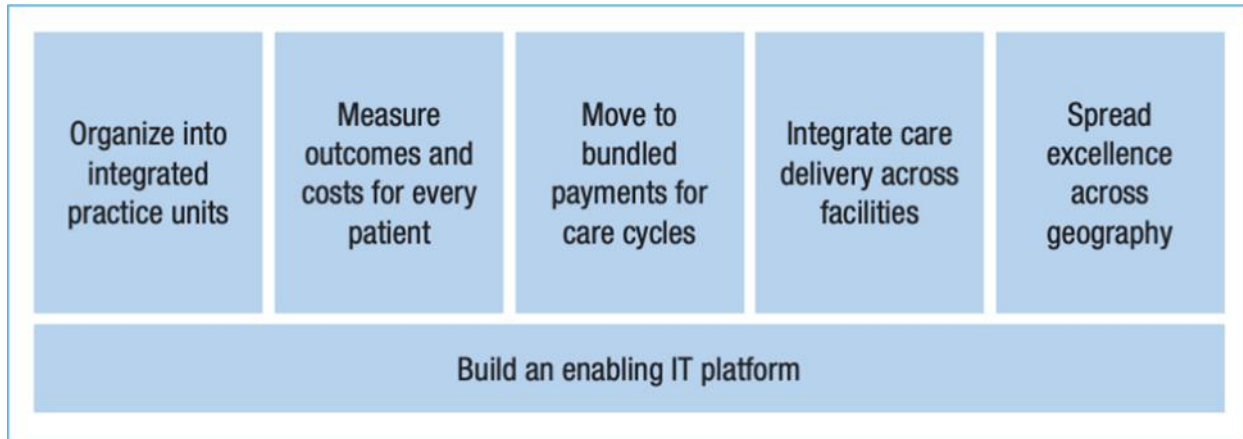 Organize into
integrated
practice units
Measure
outcomes and
costs for every
patient
Move to
bundled
payments for
care cycles
Integrate care
delivery across
facilities
Spread
excellence
across
geography
Build an enabling IT platform